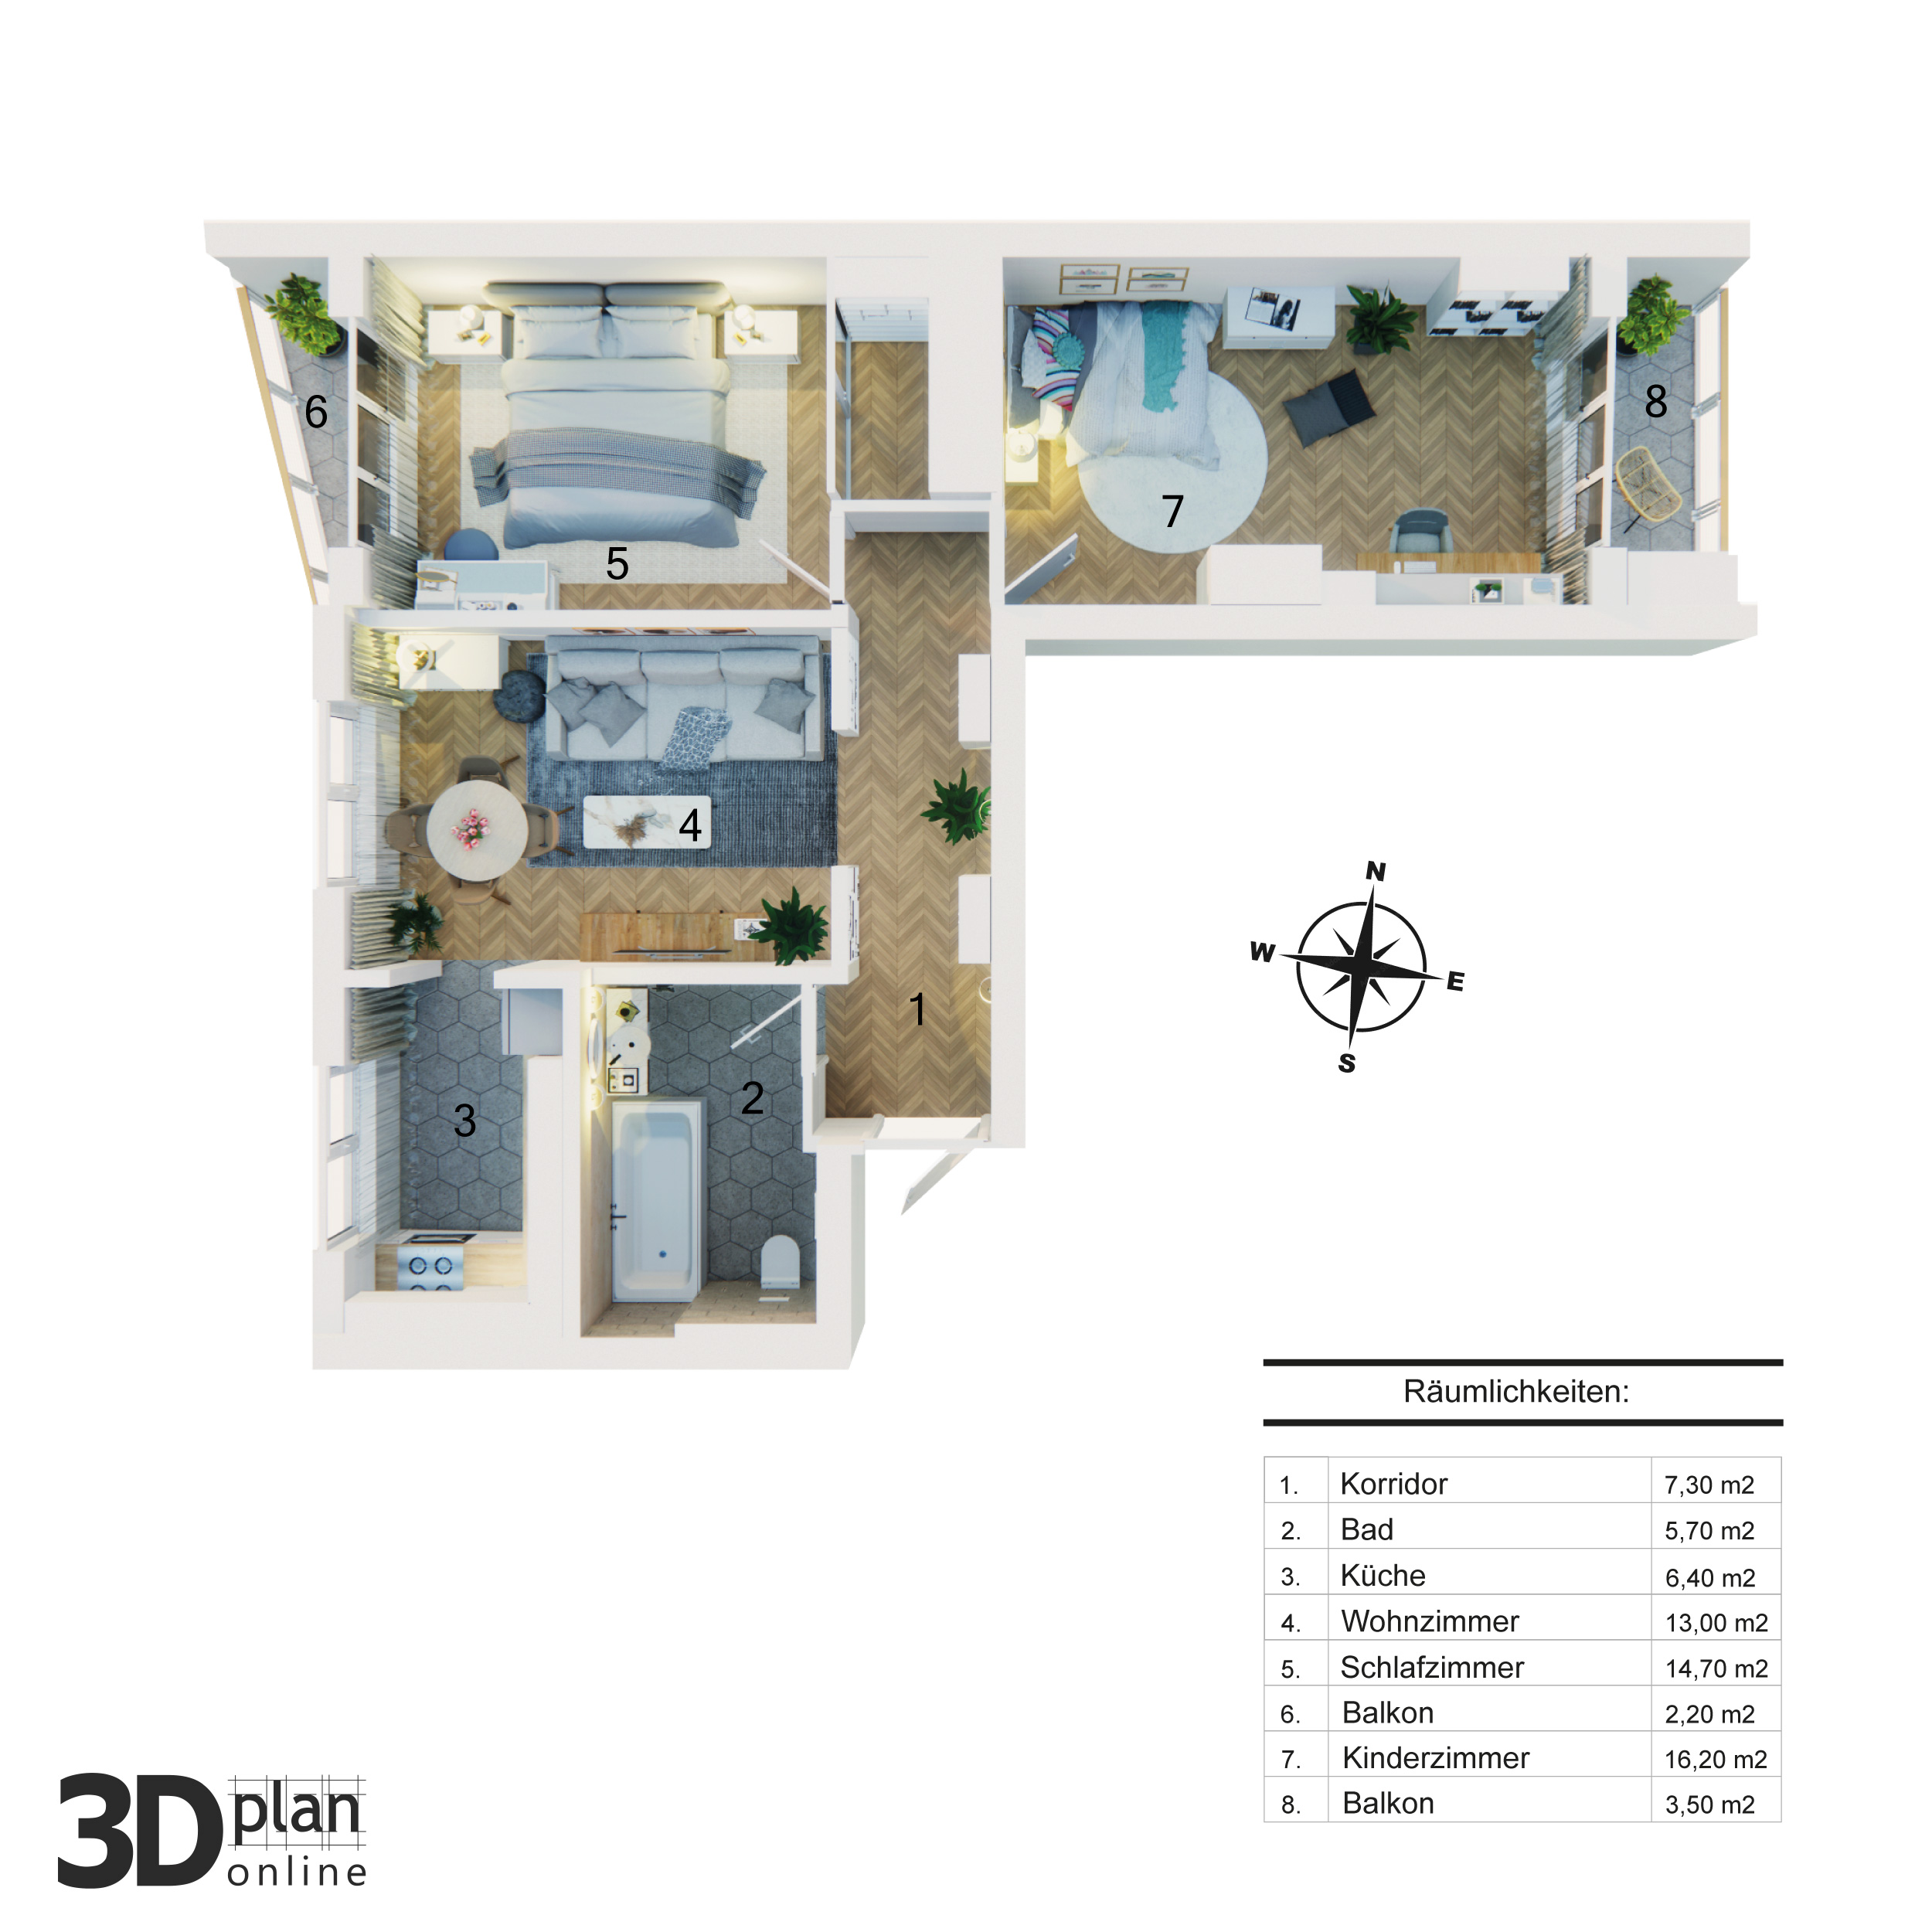 6
8
7
5
4
N
W
E
1
S
2
3
Räumlichkeiten:
1. Korridor 7,30 m2
2. Bad 5,70 m2
3. Küche 6,40 m2
4. Wohnzimmer 13,00 m2
5. Schlafzimmer 14,70 m2
6. Balkon 2,20 m2
7. Kinderzimmer 16,20 m2
8. Balkon 3,50 m2
3Dplan
online